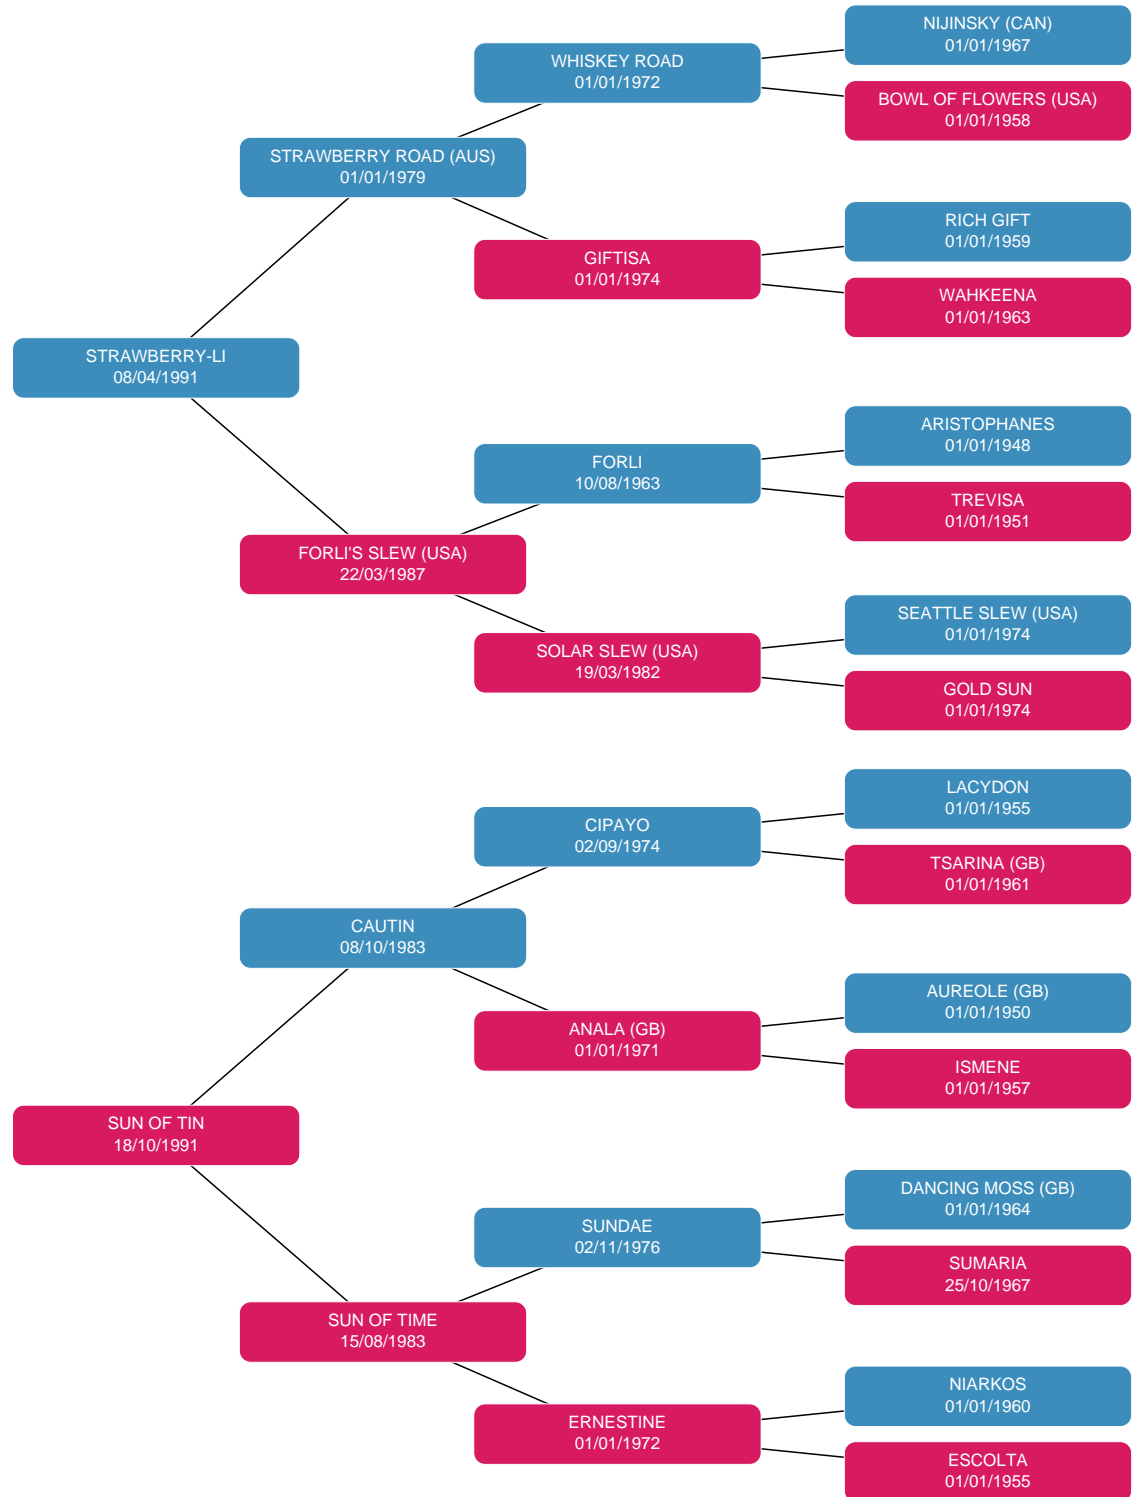 NIJINSKY (CAN)
01/01/1967
WHISKEY ROAD
01/01/1972
BOWL OF FLOWERS (USA)
01/01/1958
STRAWBERRY ROAD (AUS)
01/01/1979
RICH GIFT
01/01/1959
GIFTISA
01/01/1974
WAHKEENA
01/01/1963
STRAWBERRY-LI
08/04/1991
ARISTOPHANES
01/01/1948
FORLI
10/08/1963
TREVISA
01/01/1951
FORLI'S SLEW (USA)
22/03/1987
SEATTLE SLEW (USA)
01/01/1974
SOLAR SLEW (USA)
19/03/1982
GOLD SUN
01/01/1974
LACYDON
01/01/1955
CIPAYO
02/09/1974
TSARINA (GB)
01/01/1961
CAUTIN
08/10/1983
AUREOLE (GB)
01/01/1950
ANALA (GB)
01/01/1971
ISMENE
01/01/1957
SUN OF TIN
18/10/1991
DANCING MOSS (GB)
01/01/1964
SUNDAE
02/11/1976
SUMARIA
25/10/1967
SUN OF TIME
15/08/1983
NIARKOS
01/01/1960
ERNESTINE
01/01/1972
ESCOLTA
01/01/1955